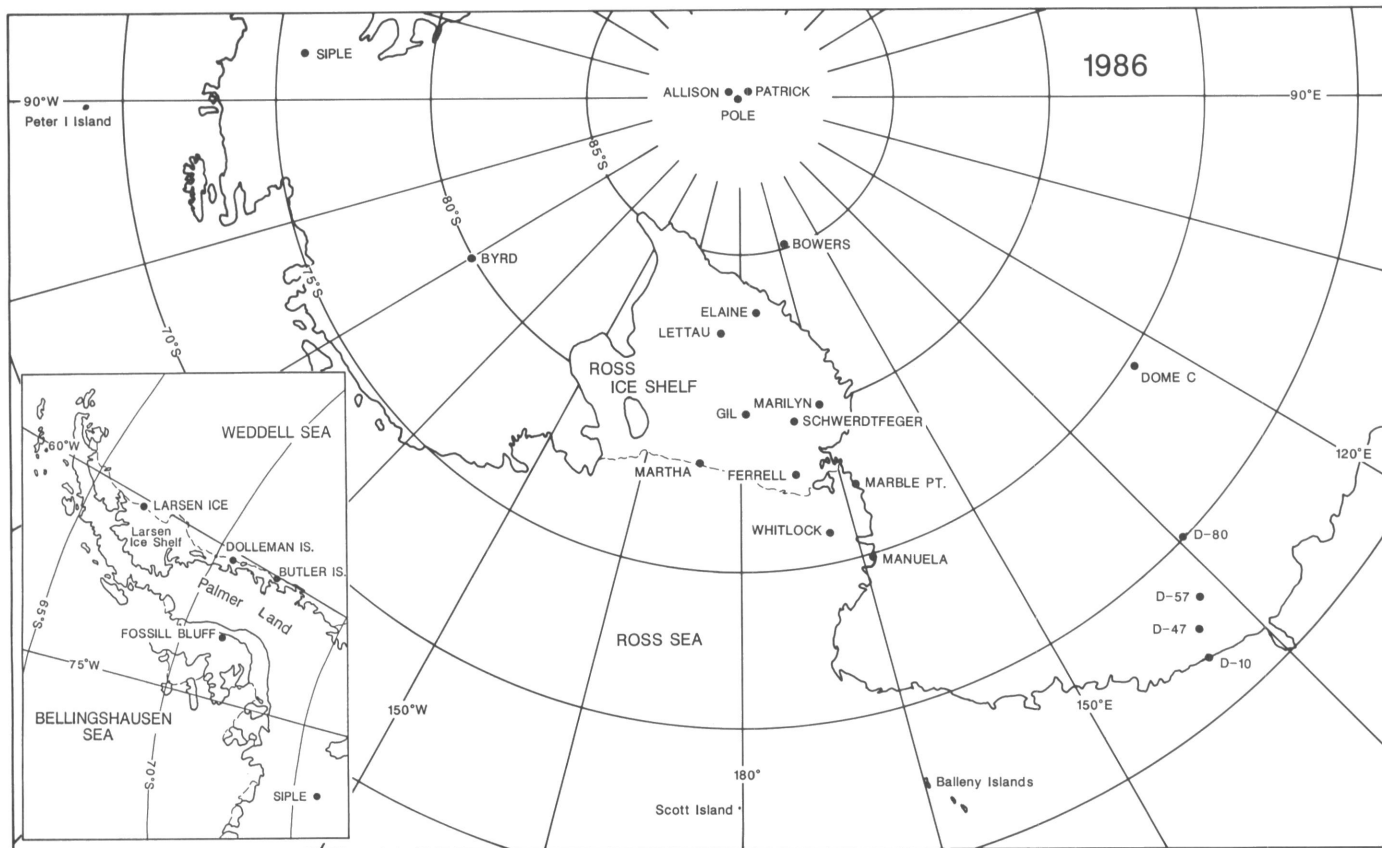 1986
SIPLE
90°W
Peter I Island
ALLISON
PATRICK
POLE
90°E
85°S
80°S
75°S
70°S
BYRD
BOWERS
ELAINE
LETTAU
ROSS
ICE SHELF
DOME C
MARILYN
GIL
SCHWERDTFEGER
MARTHA
FERRELL
MARBLE PT.
WHITLOCK
MANUELA
120°E
D-80
D-57
D-47
D-10
ROSS SEA
150°W
180°
150°E
Scott Island
Balleny Islands
WEDDELL SEA
60°W
LARSEN ICE
Larsen
Ice Shelf
DOLLEMAN IS.
BUTLER IS.
Palmer Land
65°S
FOSSILL BLUFF
75°W
BELLINGSHAUSEN
SEA
70°S
SIPLE